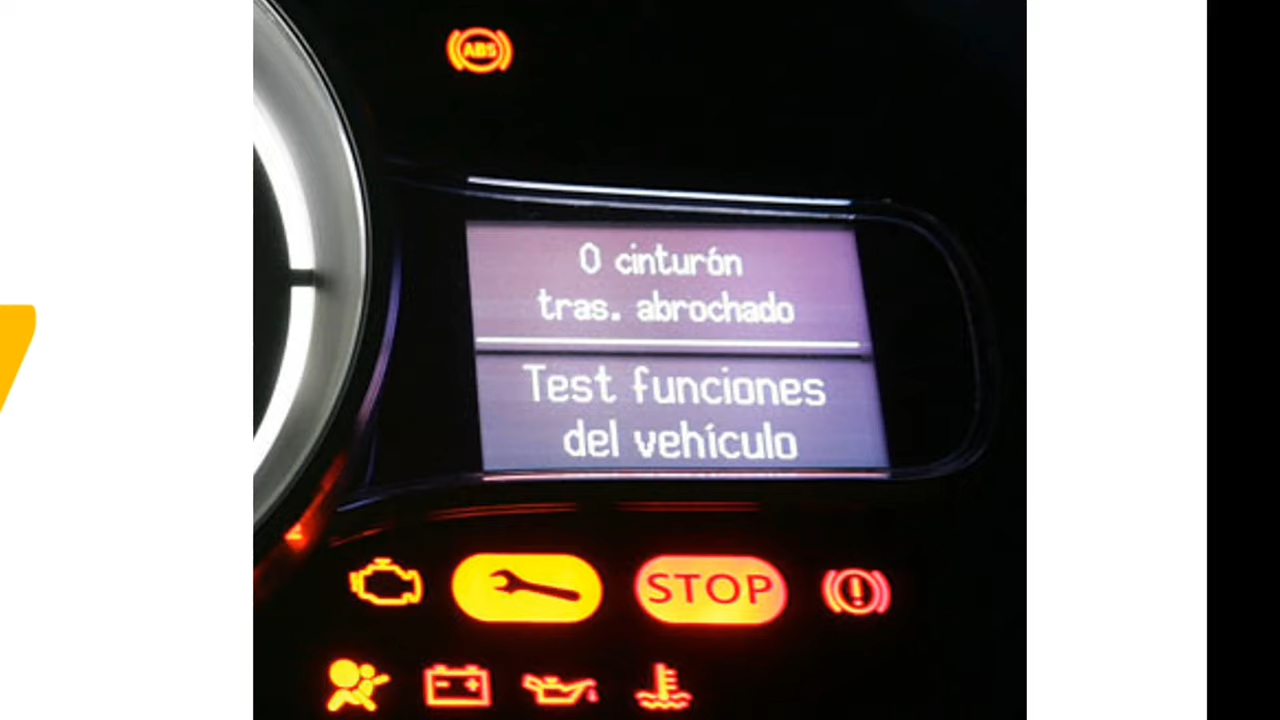 ABS
0 cinturón
tras. abrochado
Test funciones
del vehículo
STOP